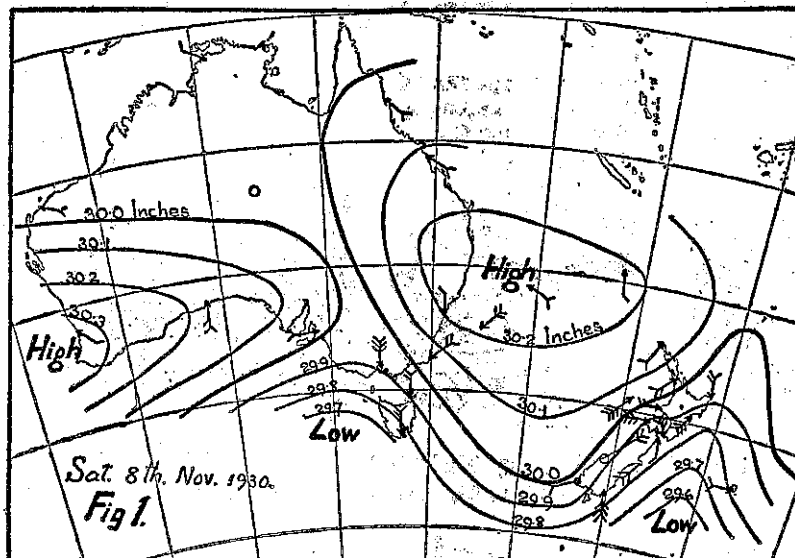 30.0 Inches
30.1
30.2
30.3
High
High
30.2 Inches
30.1
29.9
29.8
29.7
Low
30.0
29.9
29.8
29.7
29.6
Low
Sat. 8th. Nov. 1930.
Fig 1.